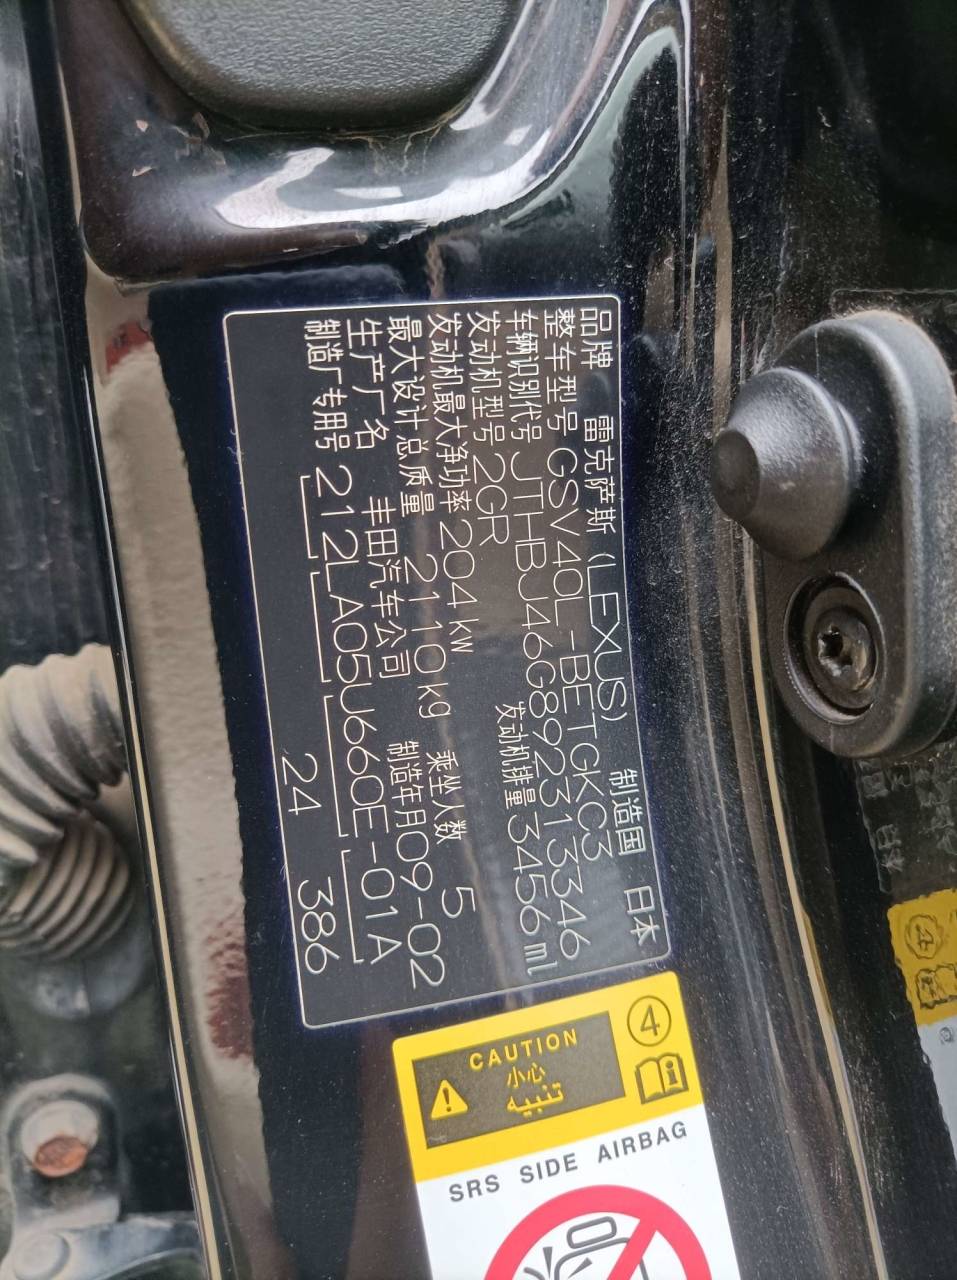 品牌 雷克萨斯(LEXUS) 制造国 日本
整车型号 GSV40L-BETGKC3
车辆识别代号 JTHBJ46G892313346
发动机型号 2GR 发动机排量 3456 ml
发动机最大净功率 204 kW
最大设计总质量 2110 kg 乘坐人数 5
生产厂名 丰田汽车公司 制造年月 09-02
制造厂专用号 212LA05U660E-01A
24 386
CAUTION
小心
تنبيه
4
SRS SIDE AIRBAG